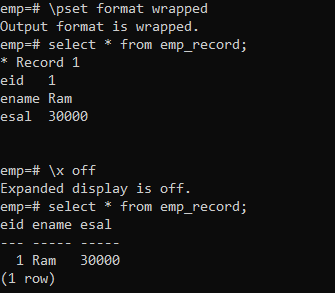 emp=# \pset format wrapped
Output format is wrapped.
emp=# select * from emp_record;
* Record 1
eid   1
ename Ram
esal  30000
emp=# \x off
Expanded display is off.
emp=# select * from emp_record;
eid ename esal
--- ----- -----
  1 Ram   30000
(1 row)